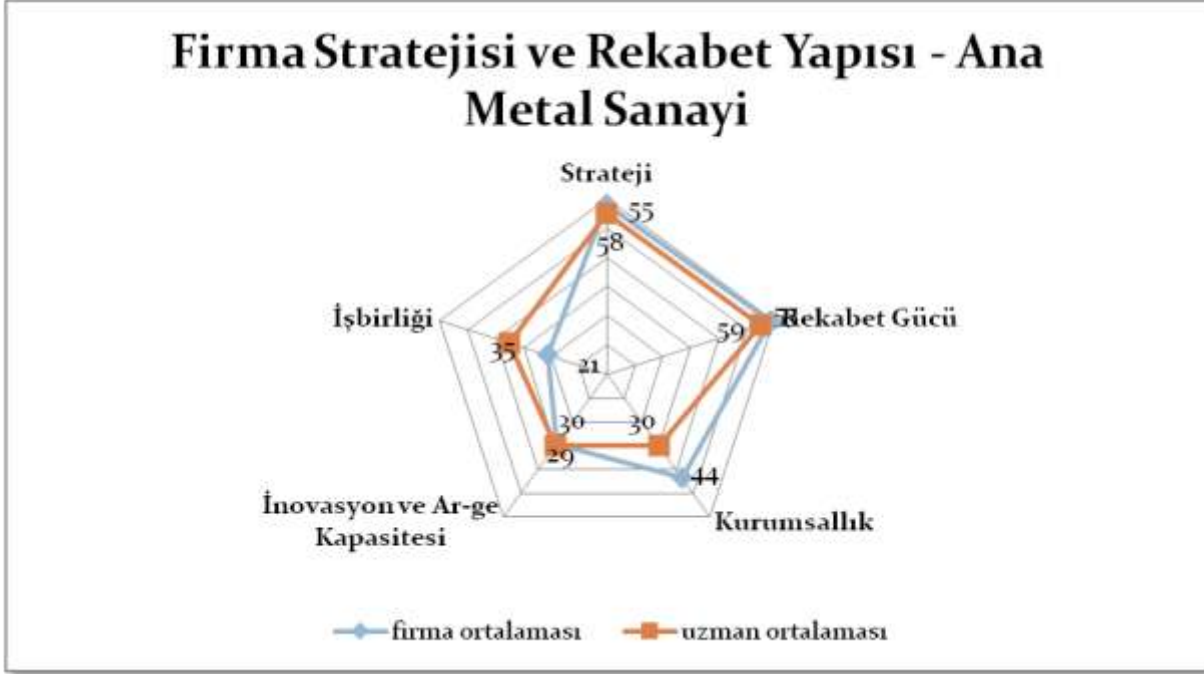 Firma Stratejisi ve Rekabet Yapısı - Ana
Metal Sanayi
Strateji
55
58
İşbirliği
59
Rekabet Gücü
35
21
30
30
29
44
İnovasyon ve Ar-ge
Kapasitesi
Kurumsallık
firma ortalaması
uzman ortalaması